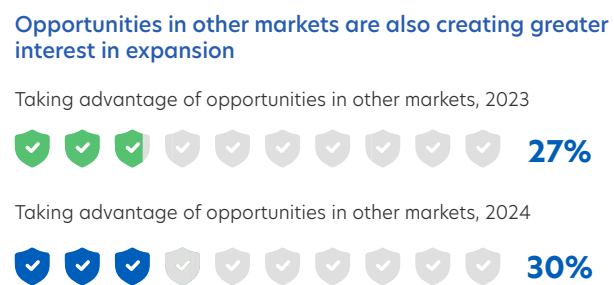 Opportunities in other markets are also creating greater
interest in expansion
Taking advantage of opportunities in other markets, 2023
27%
Taking advantage of opportunities in other markets, 2024
30%